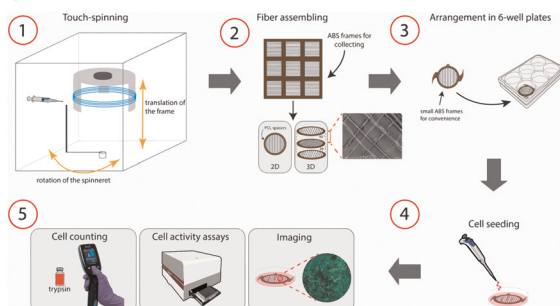 1
Touch-spinning
translation of
the frame
rotation of the spinneret
2
Fiber assembling
ABS frames for
collecting
PCL spacers
2D
3D
3
Arrangement in 6-well plates
small ABS frames
for convenience
4
Cell seeding
5
Cell counting
trypsin
Cell activity assays
Imaging